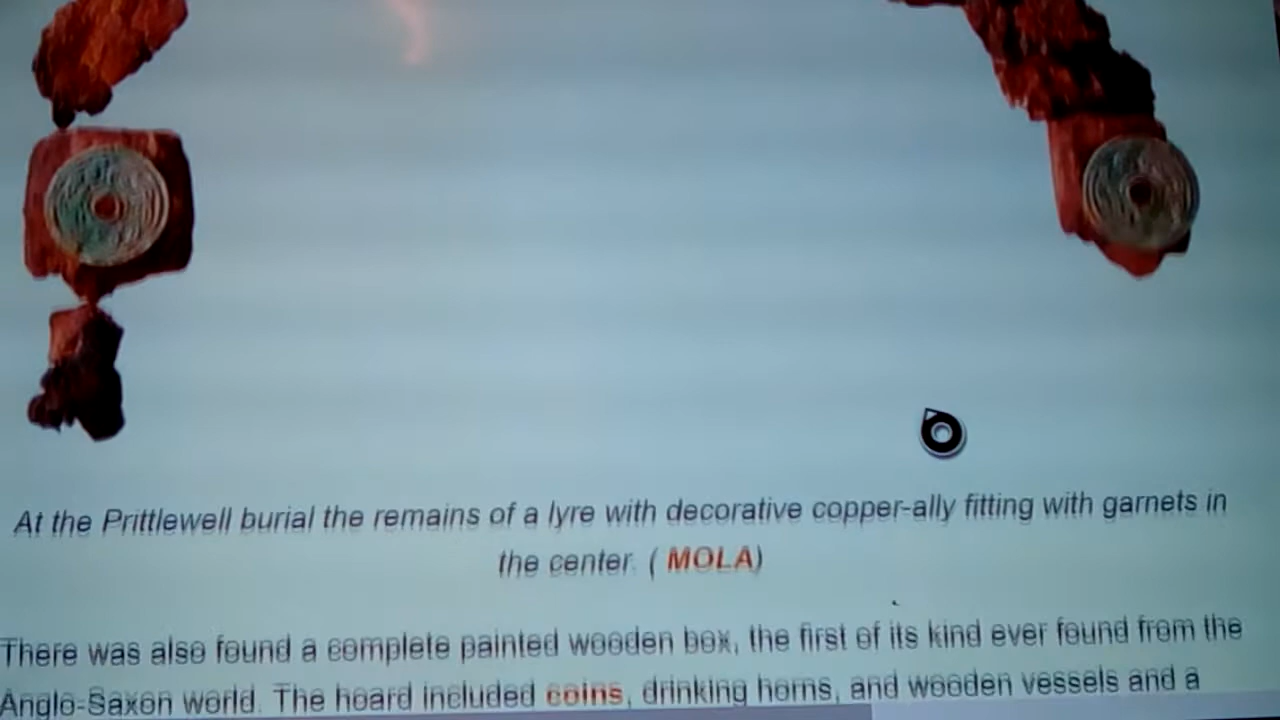 At the Prittlewell burial the remains of a lyre with decorative copper-ally fitting with garnets in
the center. ( MOLA)
There was also found a complete painted wooden box, the first of its kind ever found from the
Anglo-Saxon world. The hoard included coins, drinking horns, and wooden vessels and a